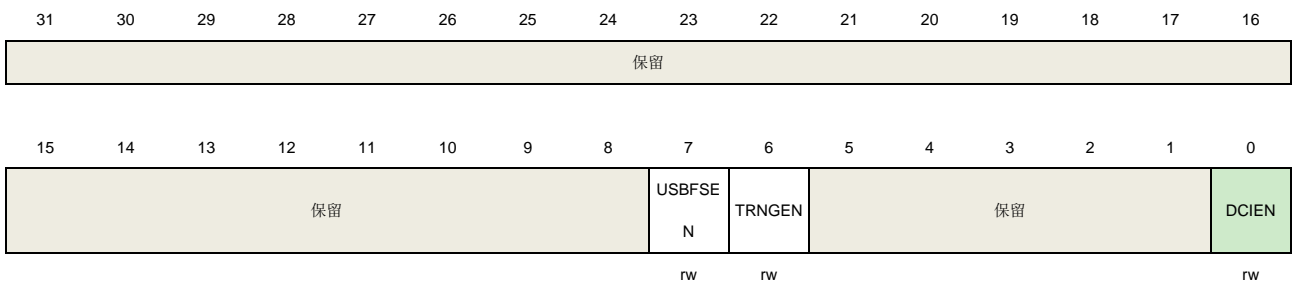 31 30 29 28 27 26 25 24 23 22 21 20 19 18 17 16
保留
15 14 13 12 11 10 9 8 7 6 5 4 3 2 1 0
保留 USBFSE
N TRNGEN 保留 DCIEN
rw rw rw